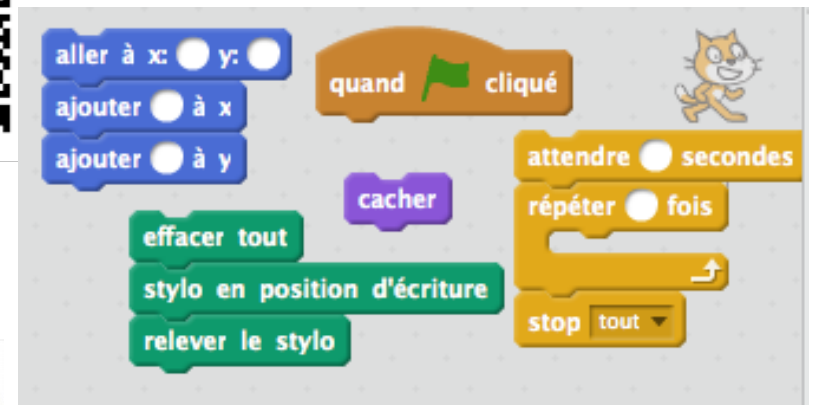 aller à x: y:
ajouter à x
ajouter à y
quand cliqué
cacher
effacer tout
stylo en position d'écriture
relever le stylo
attendre secondes
répéter fois
stop tout